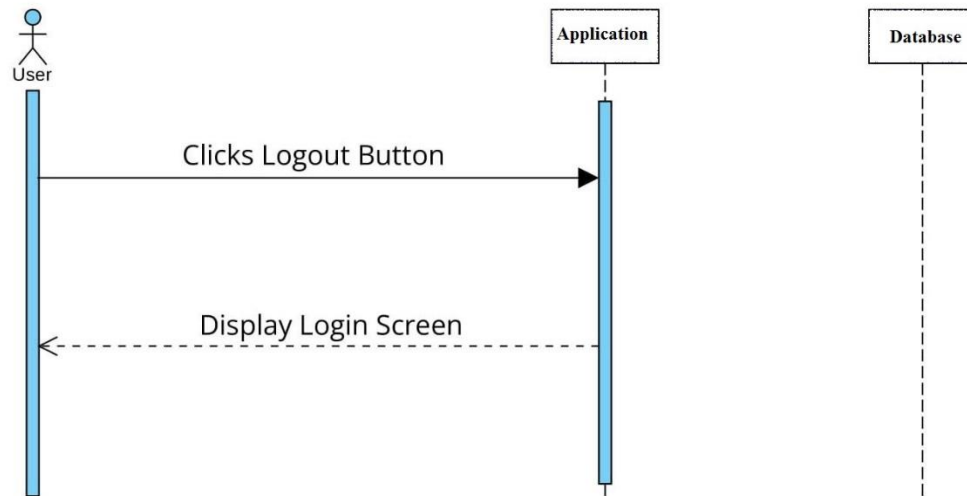 User
Application
Database
Clicks Logout Button
Display Login Screen